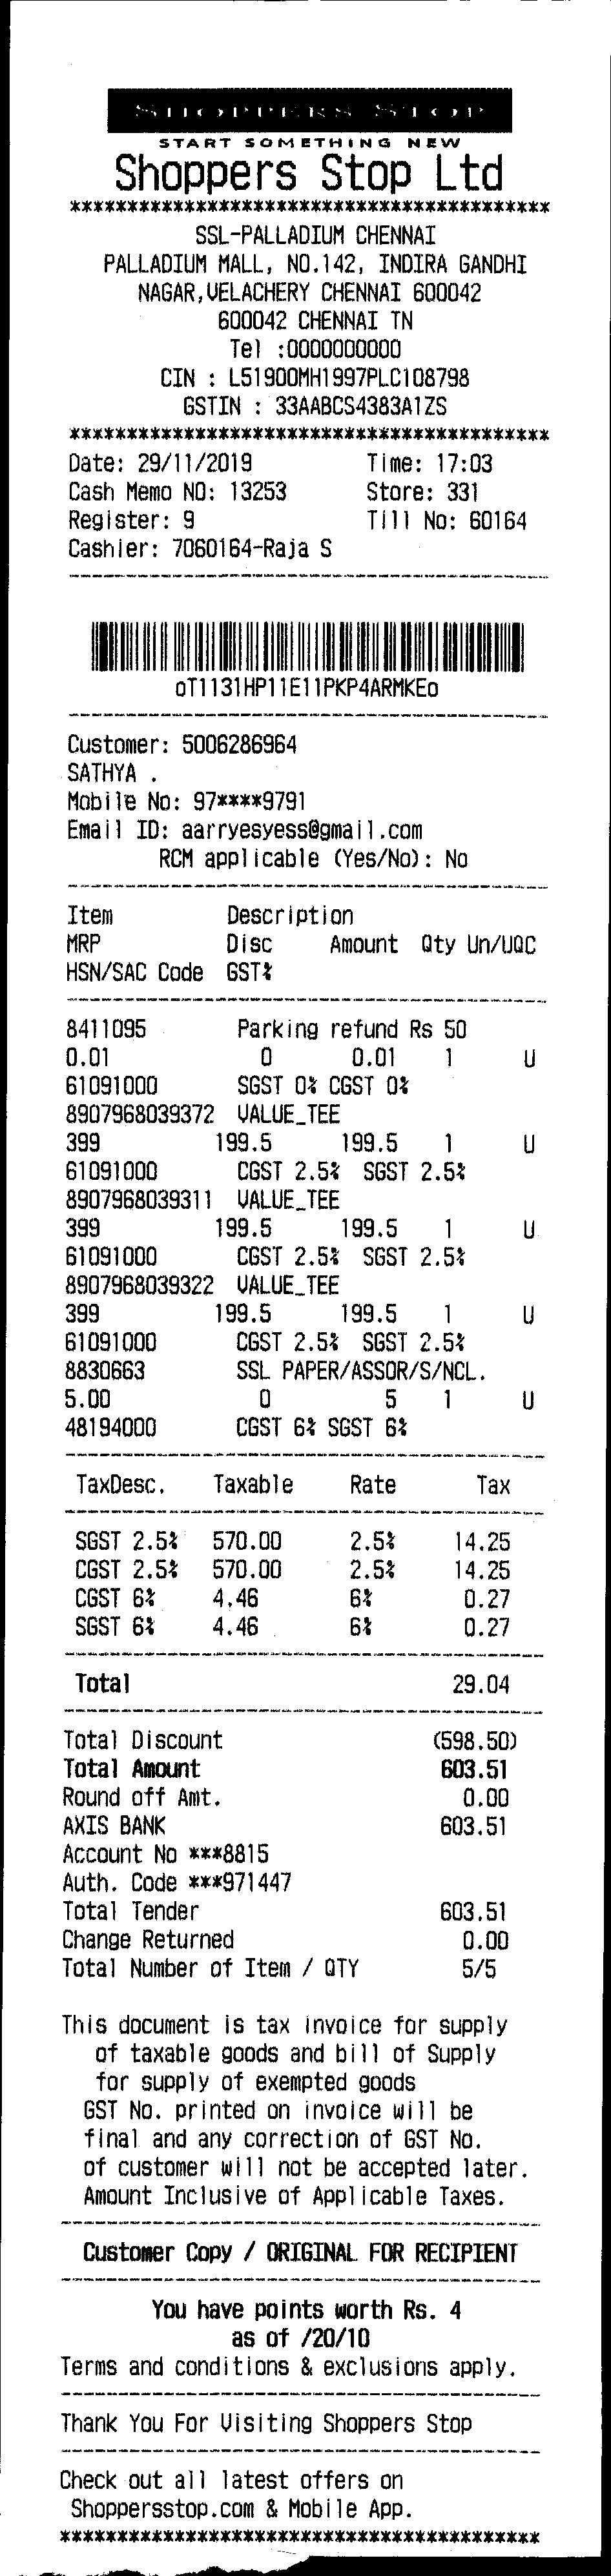 SHOPPERS STOP
START SOMETHING NEW
Shoppers Stop Ltd
******************************************
SSL-PALLADIUM CHENNAI
PALLADIUM MALL, NO.142, INDIRA GANDHI
NAGAR,VELACHERY CHENNAI 600042
600042 CHENNAI TN
Tel :0000000000
CIN : L51900MH1997PLC108798
GSTIN : 33AABCS4383A1ZS
******************************************
Date: 29/11/2019 Time: 17:03
Cash Memo NO: 13253 Store: 331
Register: 9 Till No: 60164
Cashier: 7060164-Raja S
oT1131HP11E11PKP4ARMKEo
Customer: 5006286964
SATHYA .
Mobile No: 97****9791
Email ID: aarryesyess@gmail.com
RCM applicable (Yes/No): No
Item Description
MRP Disc Amount Qty Un/UQC
HSN/SAC Code GST%
8411095 Parking refund Rs 50
0.01 0 0.01 1 U
61091000 SGST 0% CGST 0%
8907968039372 VALUE_TEE
399 199.5 199.5 1 U
61091000 CGST 2.5% SGST 2.5%
8907968039311 VALUE_TEE
399 199.5 199.5 1 U
61091000 CGST 2.5% SGST 2.5%
8907968039322 VALUE_TEE
399 199.5 199.5 1 U
61091000 CGST 2.5% SGST 2.5%
8830663 SSL PAPER/ASSOR/S/NCL.
5.00 0 5 1 U
48194000 CGST 6% SGST 6%
TaxDesc. Taxable Rate Tax
SGST 2.5% 570.00 2.5% 14.25
CGST 2.5% 570.00 2.5% 14.25
CGST 6% 4.46 6% 0.27
SGST 6% 4.46 6% 0.27
Total 29.04
Total Discount (598.50)
Total Amount 603.51
Round off Amt. 0.00
AXIS BANK 603.51
Account No ***8815
Auth. Code ***971447
Total Tender 603.51
Change Returned 0.00
Total Number of Item / QTY 5/5
This document is tax invoice for supply
of taxable goods and bill of Supply
for supply of exempted goods
GST No. printed on invoice will be
final and any correction of GST No.
of customer will not be accepted later.
Amount Inclusive of Applicable Taxes.
Customer Copy / ORIGINAL FOR RECIPIENT
You have points worth Rs. 4
as of /20/10
Terms and conditions & exclusions apply.
Thank You For Visiting Shoppers Stop
Check out all latest offers on
Shoppersstop.com & Mobile App.
******************************************